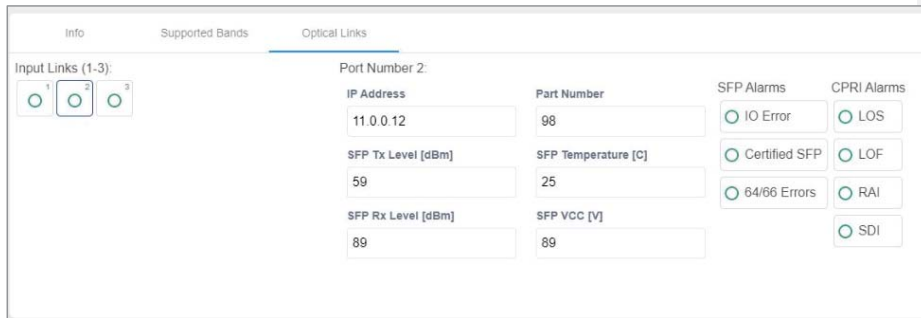 Info Supported Bands Optical Links
Input Links (1-3):
1 2 3
Port Number 2:
IP Address Part Number
11.0.0.12 98
SFP Tx Level [dBm] SFP Temperature [C]
59 25
SFP Rx Level [dBm] SFP VCC [V]
89 89
SFP Alarms
IO Error
Certified SFP
64/66 Errors
CPRI Alarms
LOS
LOF
RAI
SDI